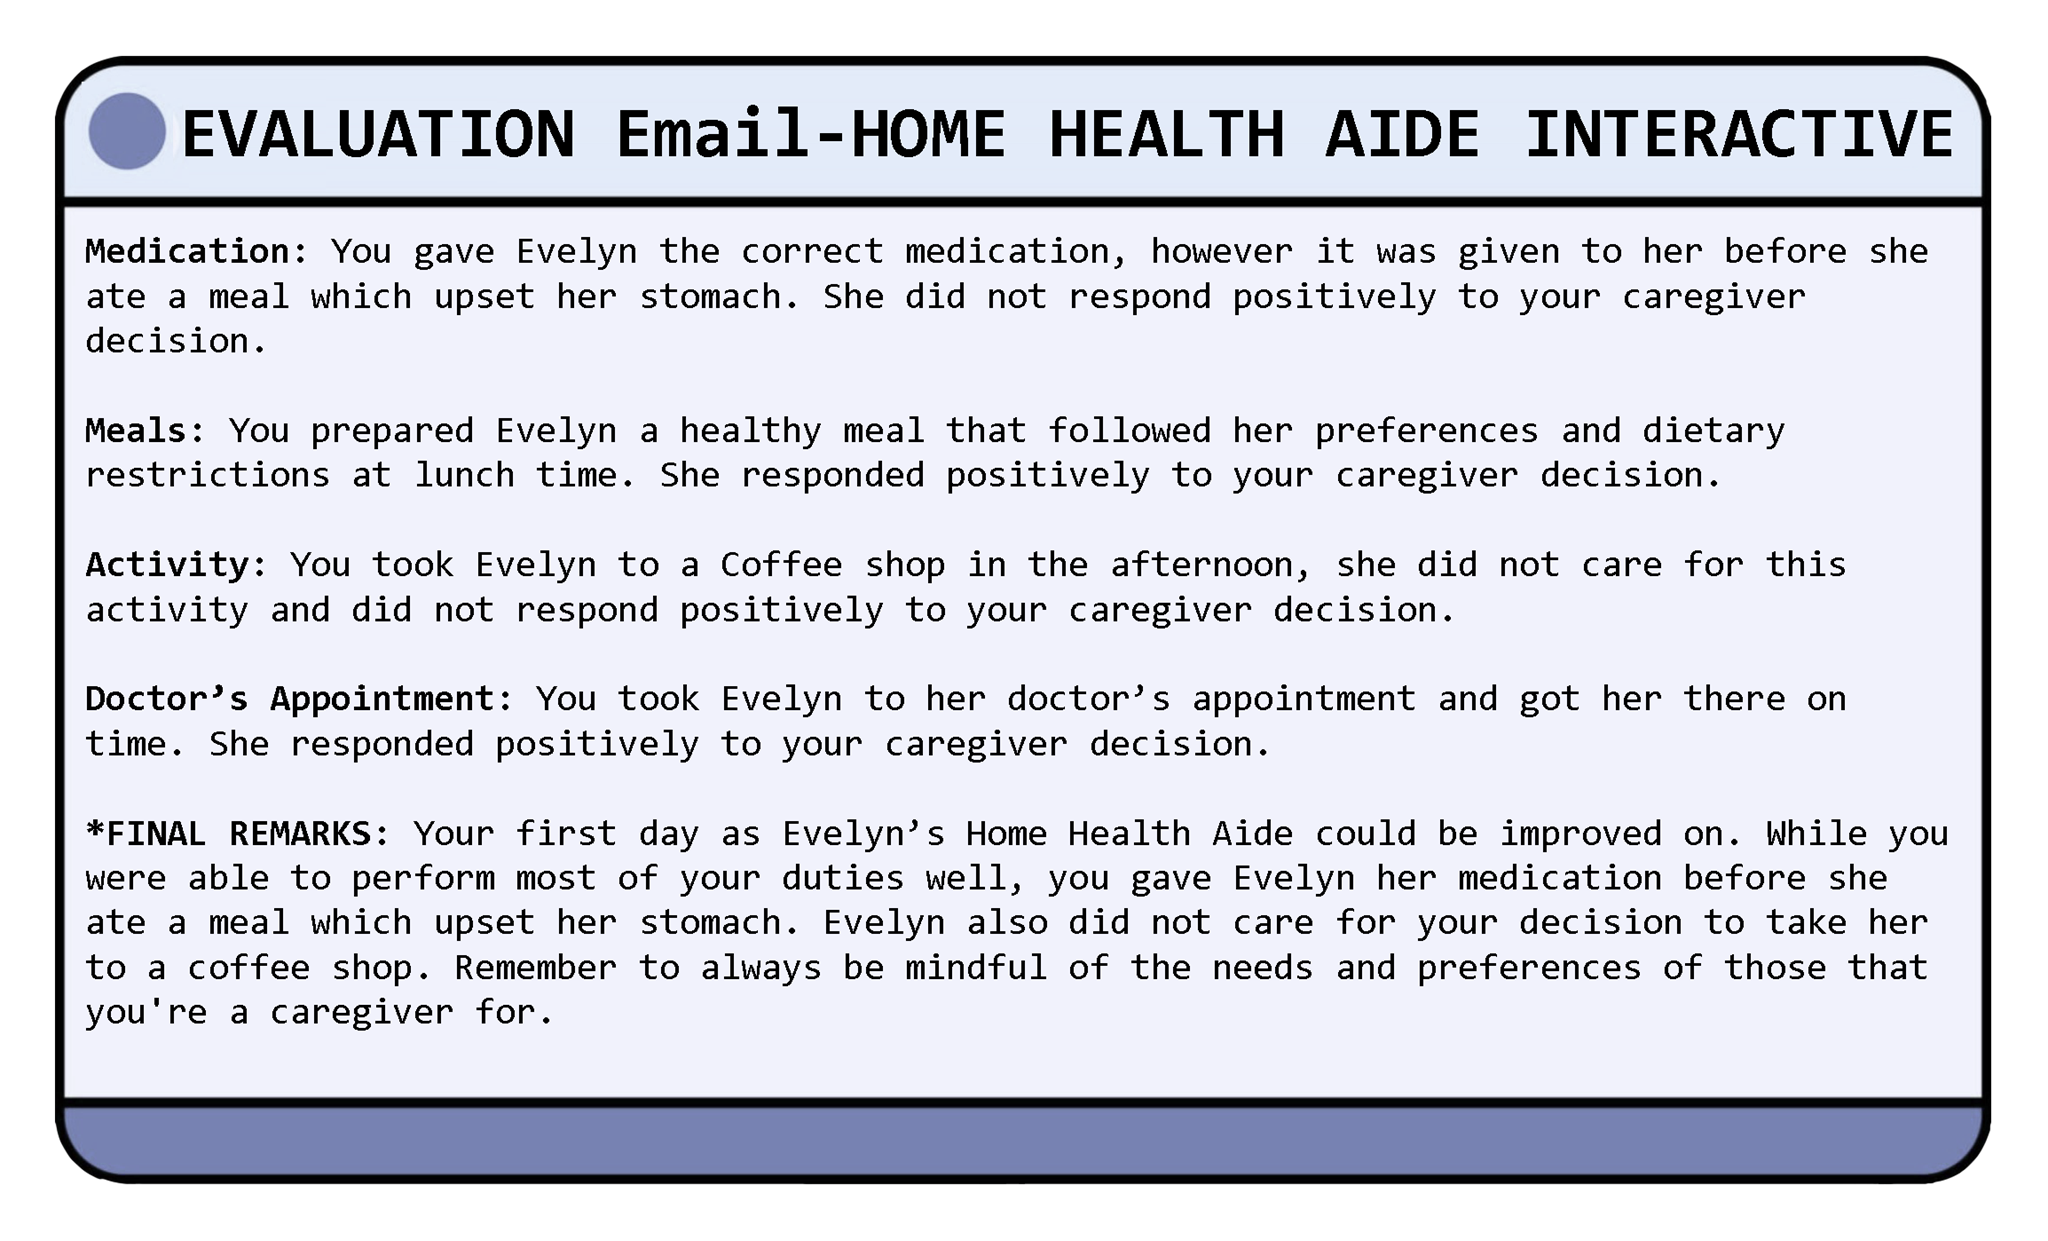 EVALUATION Email-HOME HEALTH AIDE INTERACTIVE
Medication: You gave Evelyn the correct medication, however it was given to her before she
ate a meal which upset her stomach. She did not respond positively to your caregiver
decision.
Meals: You prepared Evelyn a healthy meal that followed her preferences and dietary
restrictions at lunch time. She responded positively to your caregiver decision.
Activity: You took Evelyn to a Coffee shop in the afternoon, she did not care for this
activity and did not respond positively to your caregiver decision.
Doctor’s Appointment: You took Evelyn to her doctor’s appointment and got her there on
time. She responded positively to your caregiver decision.
*FINAL REMARKS: Your first day as Evelyn’s Home Health Aide could be improved on. While you
were able to perform most of your duties well, you gave Evelyn her medication before she
ate a meal which upset her stomach. Evelyn also did not care for your decision to take her
to a coffee shop. Remember to always be mindful of the needs and preferences of those that
you're a caregiver for.